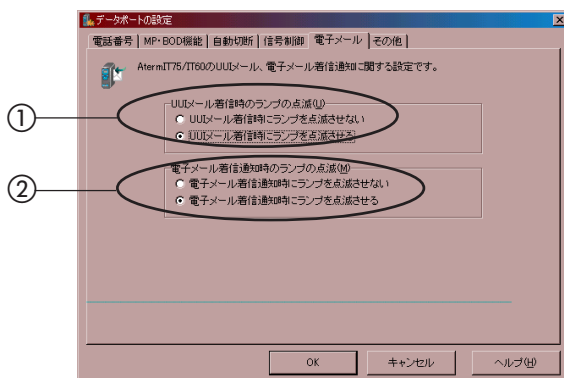 データポートの設定
電話番号 MP・BOD機能 自動切断 信号制御 電子メール その他
AtermIT75/IT60のUUIメール、電子メール着信通知に関する設定です。
①
UUIメール着信時のランプの点滅(U)
UUIメール着信時にランプを点滅させない
UUIメール着信時にランプを点滅させる
②
電子メール着信通知時のランプの点滅(M)
電子メール着信通知時にランプを点滅させない
電子メール着信通知時にランプを点滅させる
OK キャンセル ヘルプ(H)